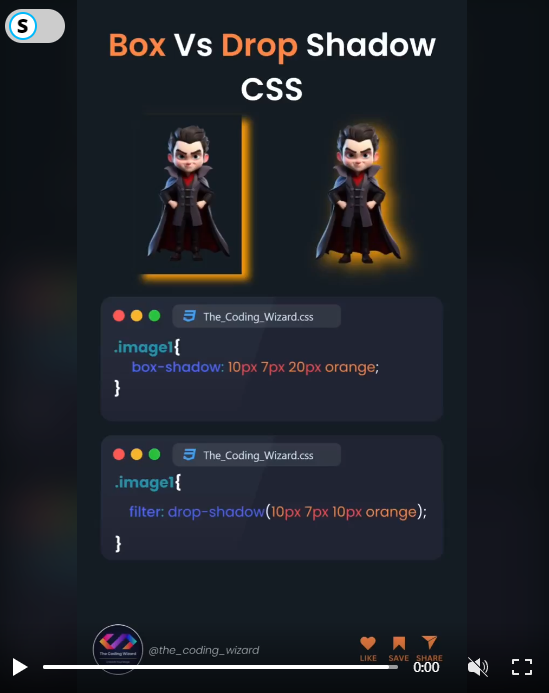 S
Box Vs Drop Shadow
CSS
The_Coding_Wizard.css
.image1{
box-shadow: 10px 7px 20px orange;
}
The_Coding_Wizard.css
.image1{
filter: drop-shadow(10px 7px 10px orange);
}
The Coding Wizard
@the_coding_wizard
LIKE SAVE SHARE
0:00